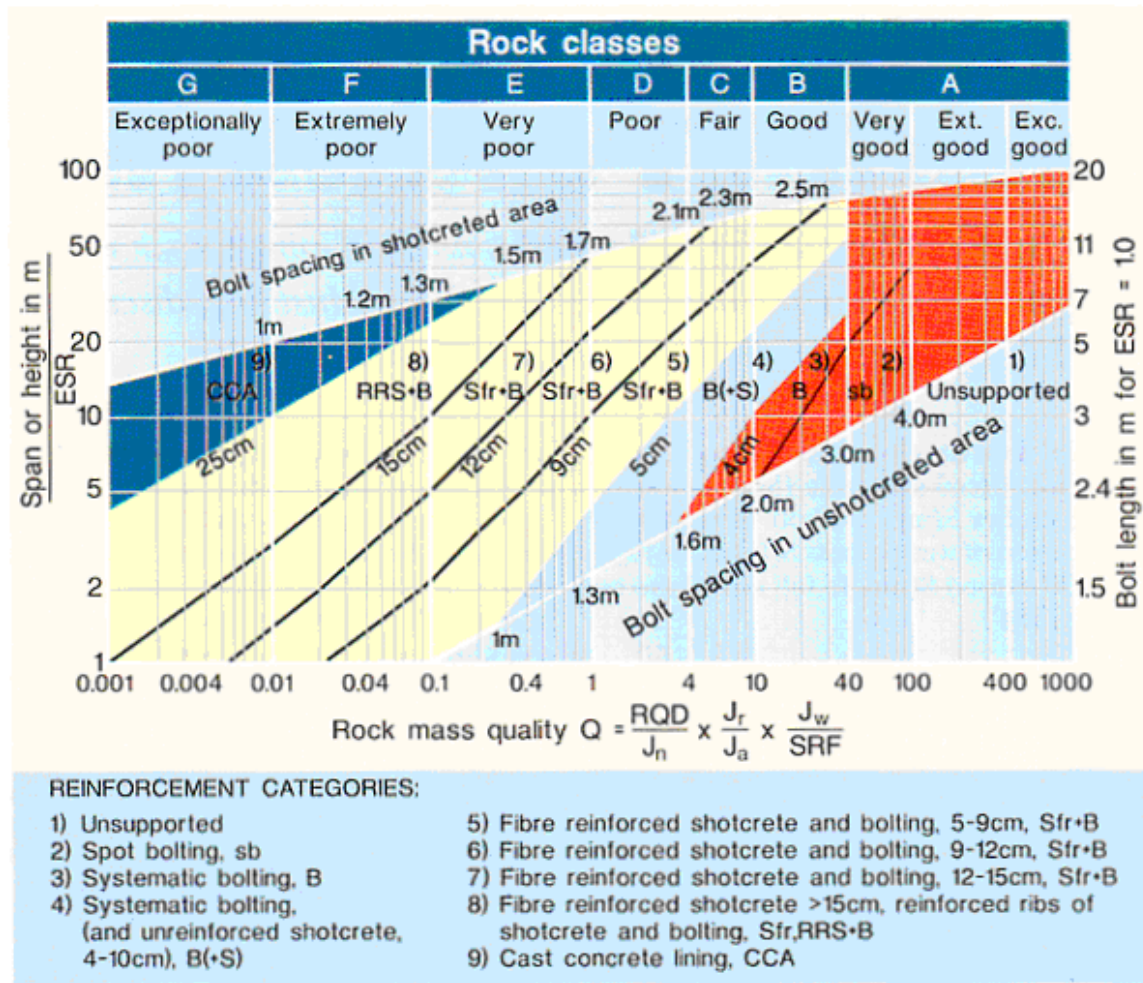 Rock classes
G F E D C B A
Exceptionally poor Extremely poor Very poor Poor Fair Good Very good Ext. good Exc. good
100 20
2.5m
2.3m
2.1m
50 1.7m 11
1.5m
Bolt spacing in shotcreted area
1.3m
1.2m 7
1m
20 5
9) 8) 7) 6) 5) 4) 3) 2) 1)
CCA RRS+B Sfr+B Sfr+B Sfr+B B(+S) B sb Unsupported
10 4.0m 3
25cm 15cm 12cm 9cm 5cm 4cm
3.0m
5 2.0m 2.4
1.6m
Bolt spacing in unshotcreted area
2 1.3m 1.5
1m
1
Span or height in m
ESR
Bolt length in m for ESR = 1.0
0.001 0.004 0.01 0.04 0.1 0.4 1 4 10 40 100 400 1000
Rock mass quality Q = RQD/Jn x Jr/Ja x Jw/SRF
REINFORCEMENT CATEGORIES:
1) Unsupported
2) Spot bolting, sb
3) Systematic bolting, B
4) Systematic bolting,
(and unreinforced shotcrete,
4-10cm), B(+S)
5) Fibre reinforced shotcrete and bolting, 5-9cm, Sfr+B
6) Fibre reinforced shotcrete and bolting, 9-12cm, Sfr+B
7) Fibre reinforced shotcrete and bolting, 12-15cm, Sfr+B
8) Fibre reinforced shotcrete >15cm, reinforced ribs of
shotcrete and bolting, Sfr,RRS+B
9) Cast concrete lining, CCA